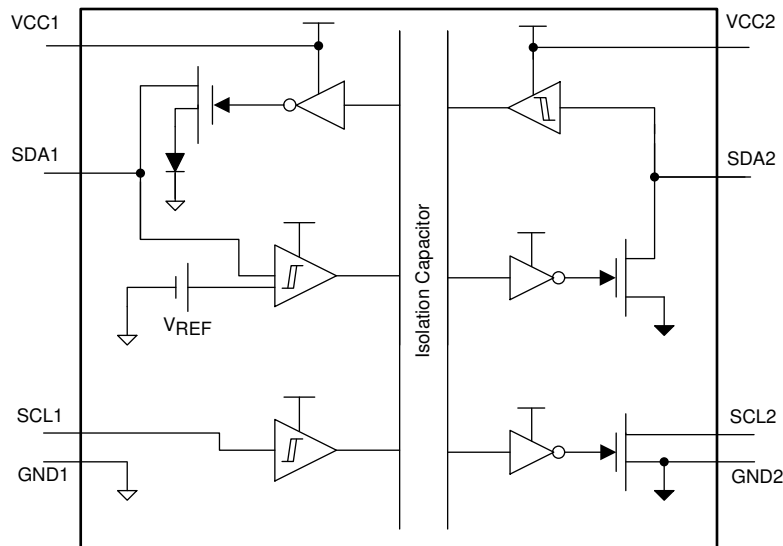 VCC1
VCC2
SDA1
SDA2
Isolation Capacitor
VREF
SCL1
SCL2
GND1
GND2